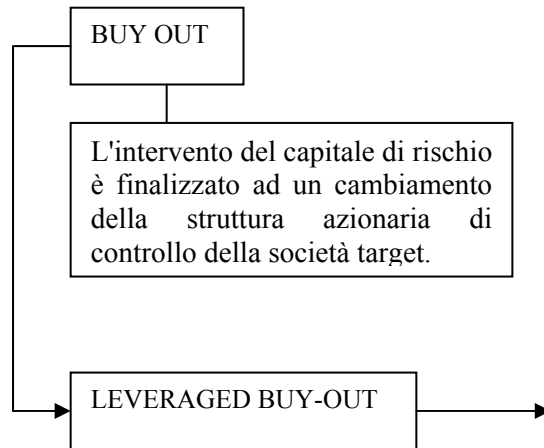 BUY OUT
L'intervento del capitale di rischio
è finalizzato ad un cambiamento
della struttura azionaria di
controllo della società target.
LEVERAGED BUY-OUT